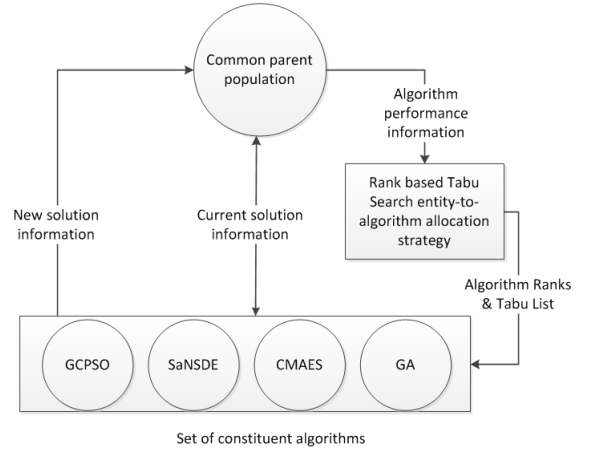 Common parent
population
Algorithm
performance
information
Rank based Tabu
Search entity-to-
algorithm allocation
strategy
New solution
information
Current solution
information
Algorithm Ranks
& Tabu List
GCPSO
SaNSDE
CMAES
GA
Set of constituent algorithms